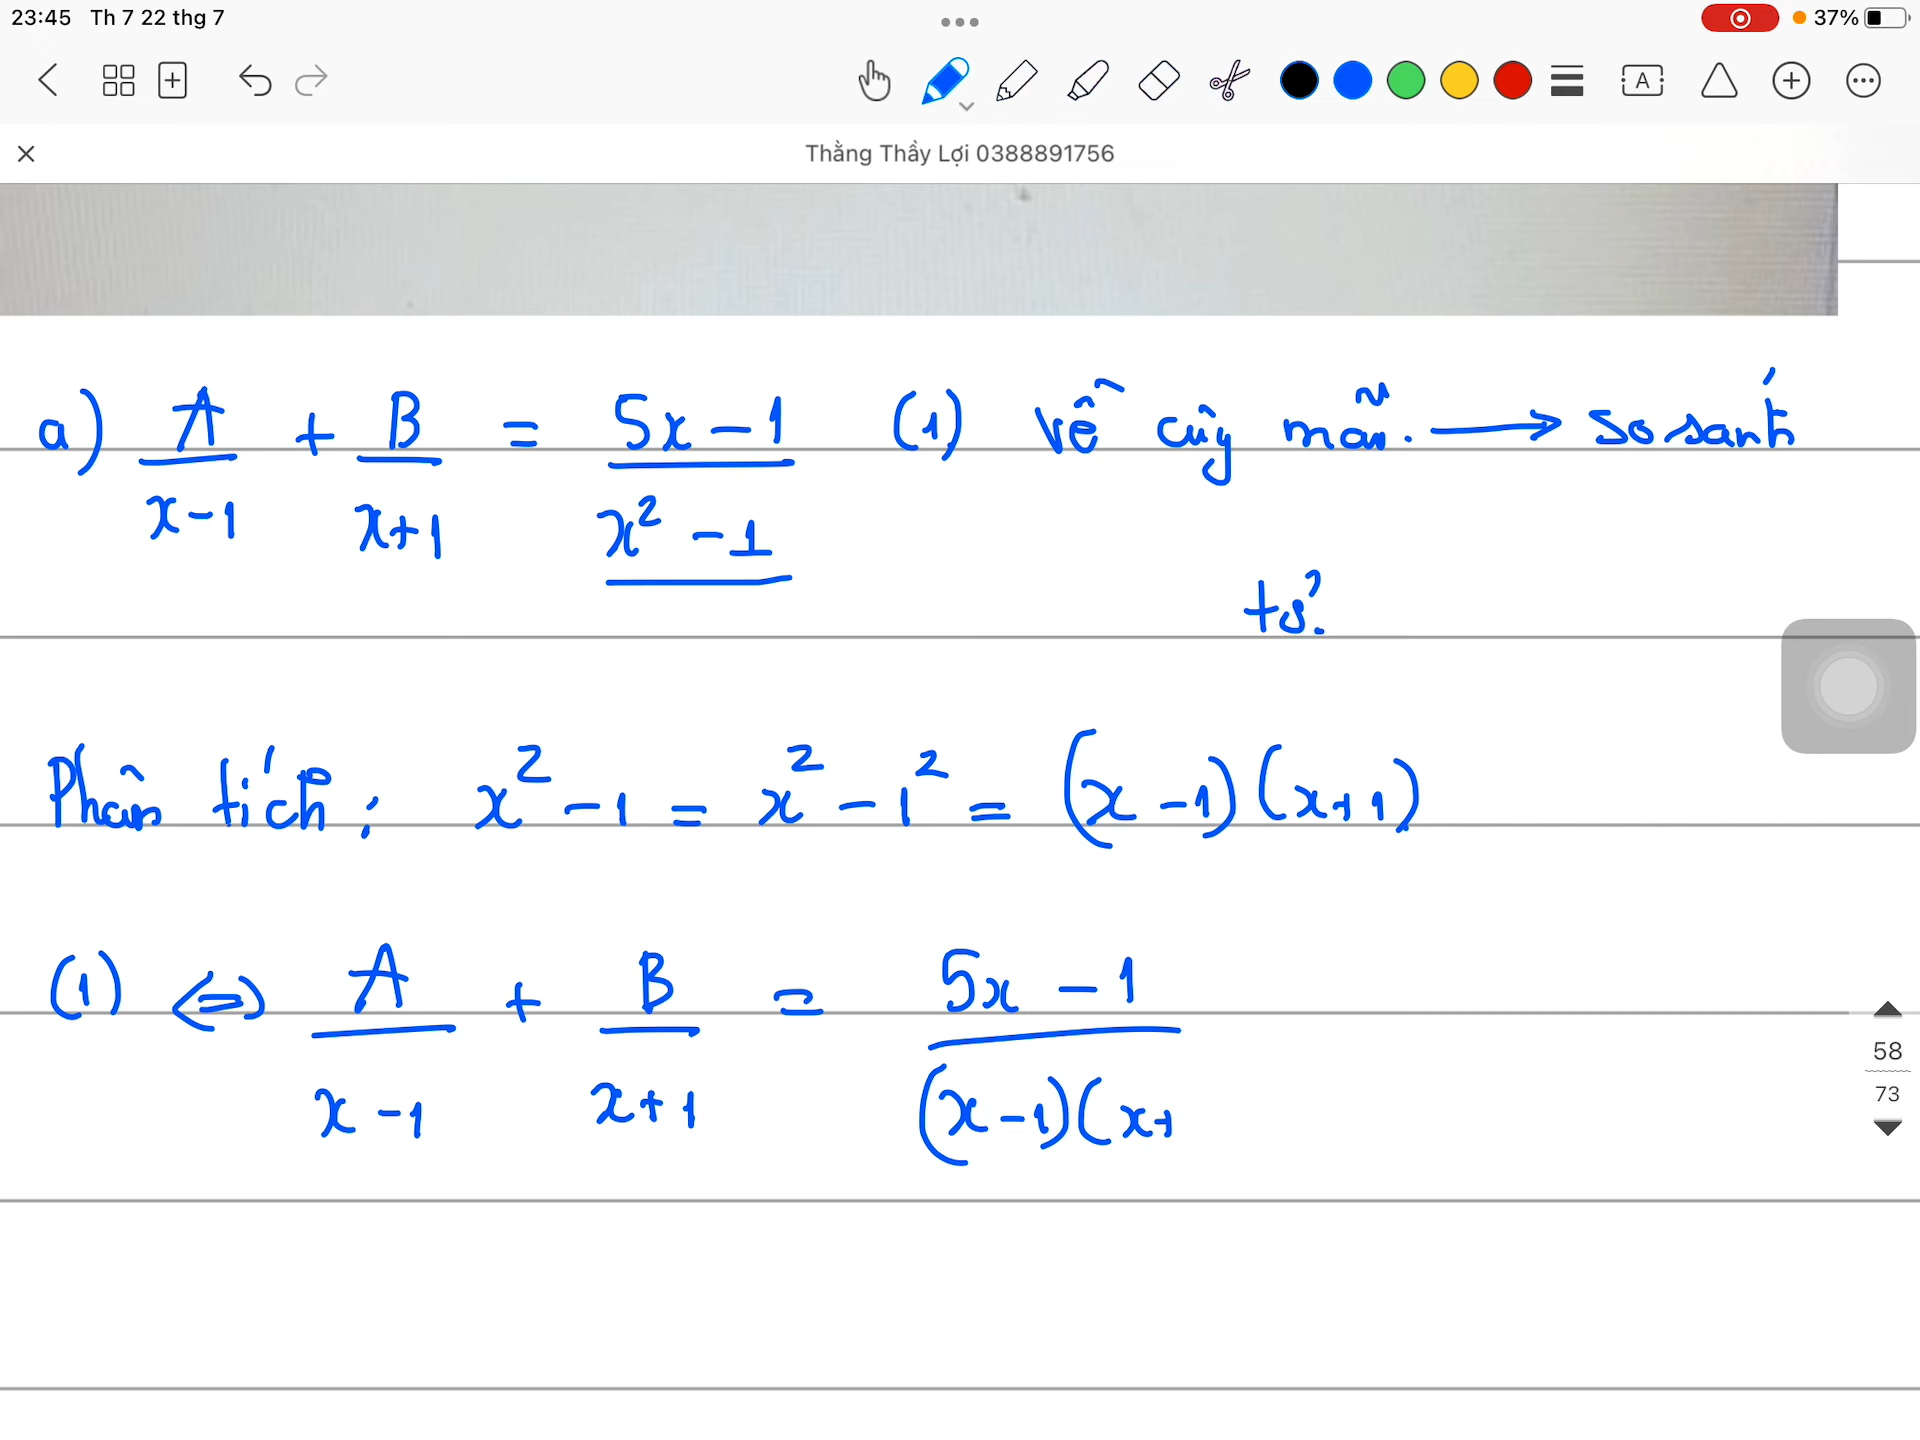 23:45 Th 7 22 thg 7 37%
A
Thằng Thầy Lợi 0388891756
a) A/(x-1) + B/(x+1) = (5x-1)/(x² -1) (1) về cùng mẫu. → so sánh
tử.
Phân tích: x² -1 = x² -1² = (x -1)(x+1)
(1) ⇔ A/(x-1) + B/(x+1) = (5x -1)/((x-1)(x+
58
73